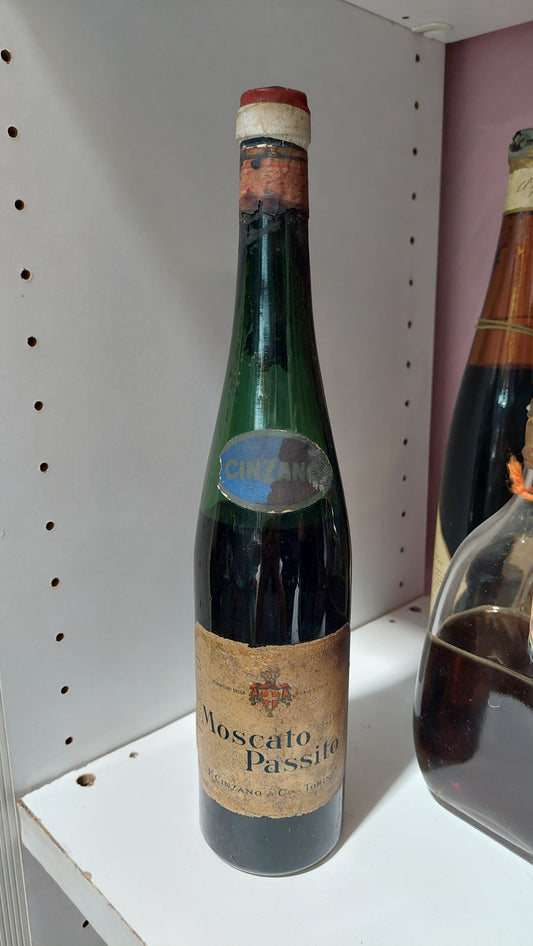 CINZANO
Moscato
Passito
F. CINZANO & CIA. TORINO